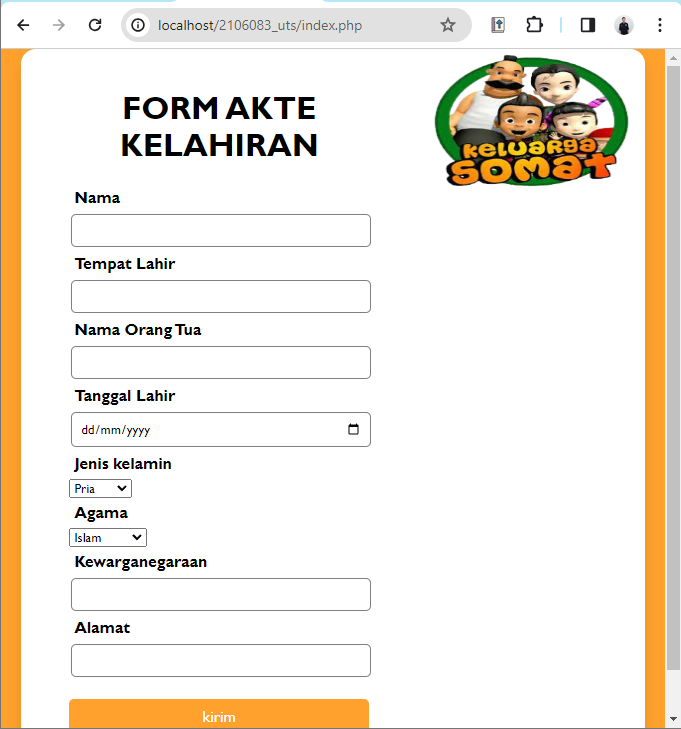 localhost/2106083_uts/index.php
FORM AKTE
KELAHIRAN
KELUARGA
SOMAT
Nama
Tempat Lahir
Nama Orang Tua
Tanggal Lahir
dd/mm/yyyy
Jenis kelamin
Pria
Agama
Islam
Kewarganegaraan
Alamat
kirim